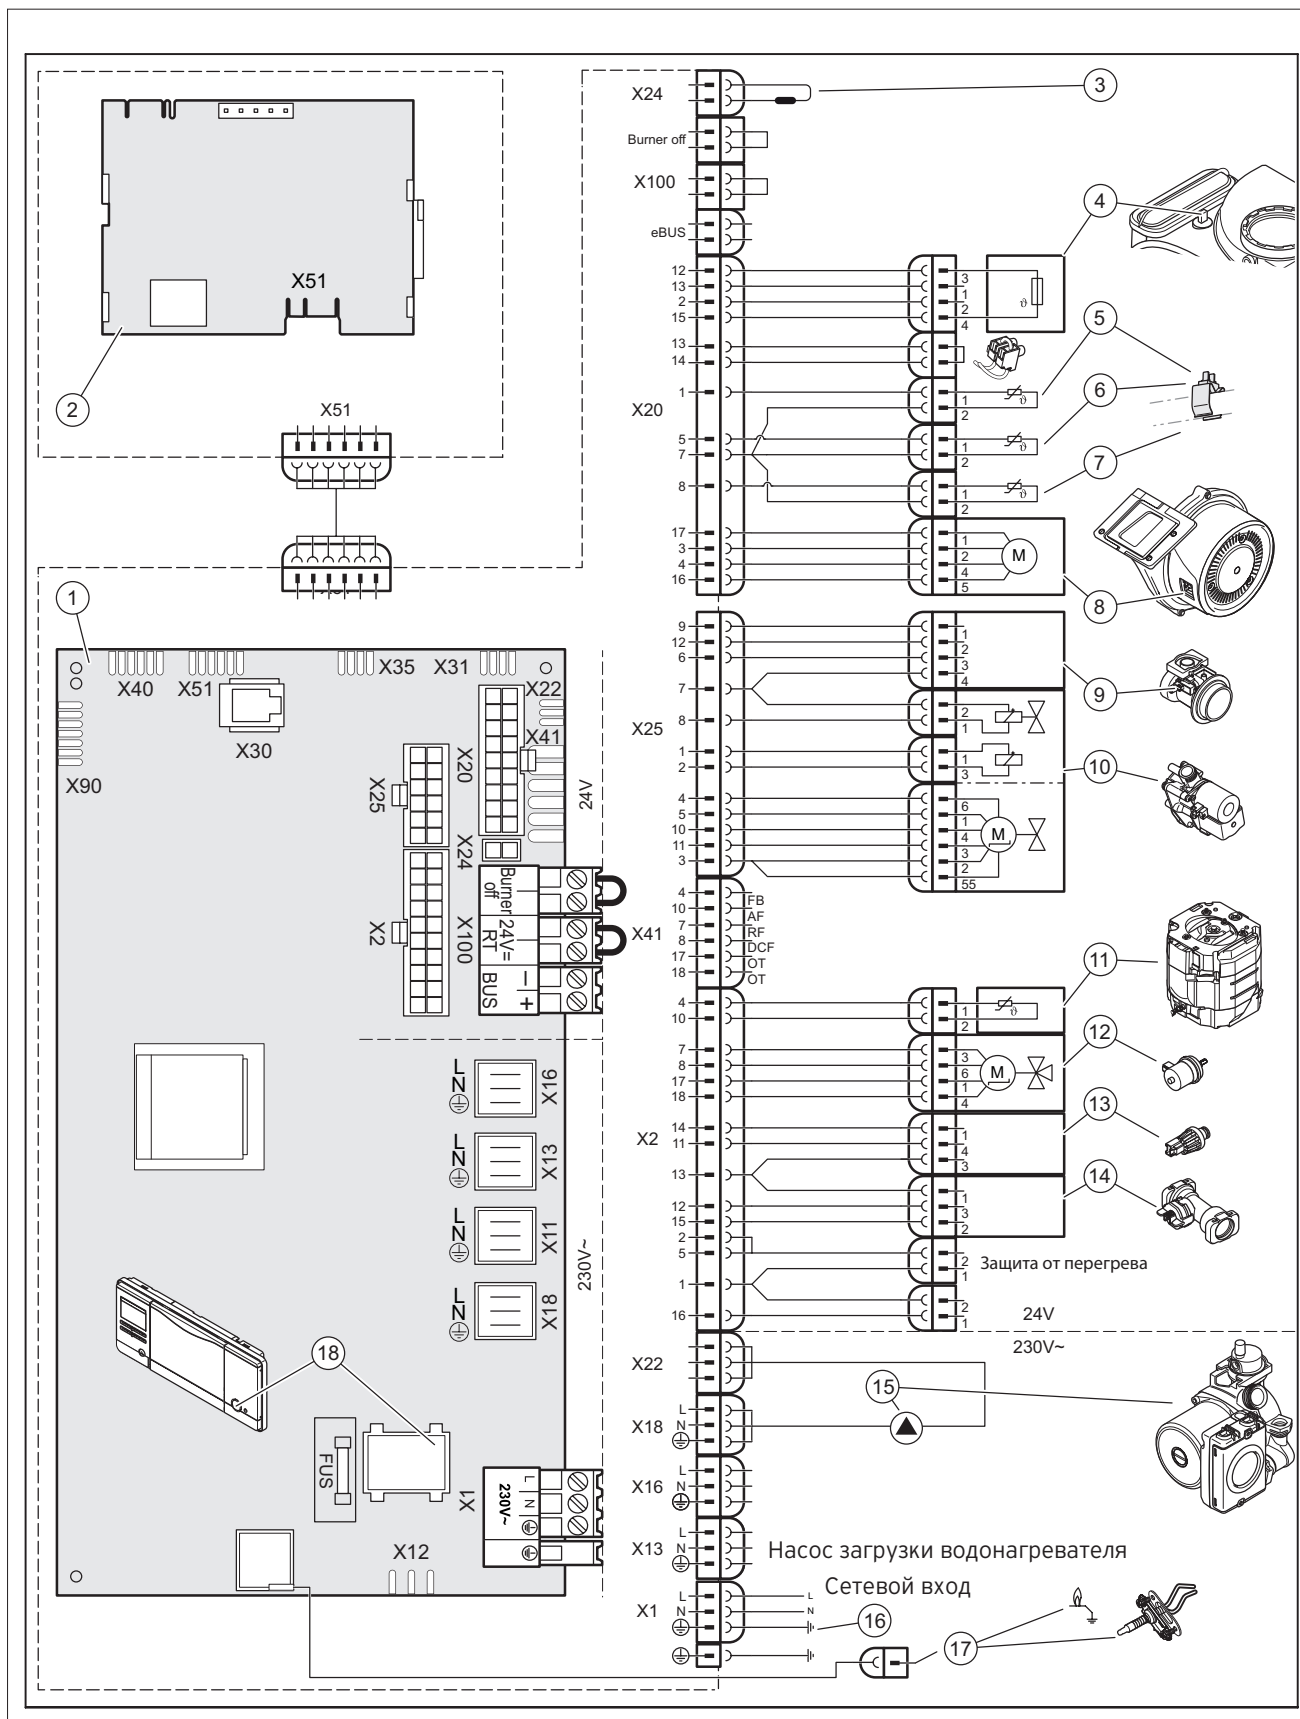 X24
3
Burner off
X100
4
eBUS
X51
12
13
2
15
3
1
2
4
ϑ
5
13
14
2
X51
X20
1
1
2
ϑ
6
5
7
1
2
ϑ
7
8
1
2
ϑ
17
3
4
16
1
2
4
5
M
8
1
X40
X51
X35
X31
X22
X30
X41
X90
X20
X25
X24
24V
X2
X100
Burner off
24V= RT
BUS
– +
X25
9
12
6
7
8
1
2
3
4
9
2
1
1
2
1
3
10
4
5
10
11
3
6
1
4
3
2
55
M
X41
4
10
7
8
17
18
FB
AF
RF
DCF
OT
OT
11
4
10
1
2
ϑ
12
7
8
17
18
3
6
1
4
M
X2
13
14
11
13
1
4
3
14
12
15
2
5
1
3
2
1
16
2
1
Защита от перегрева
2
1
24V
230V~
L
N
X16
L
N
X13
L
N
X11
L
N
X18
230V~
18
FUS
X1
L
N
230V~
X12
X22
15
X18
L
N
X16
L
N
X13
L
N
Насос загрузки водонагревателя
Сетевой вход
X1
L
N
L
N
16
17